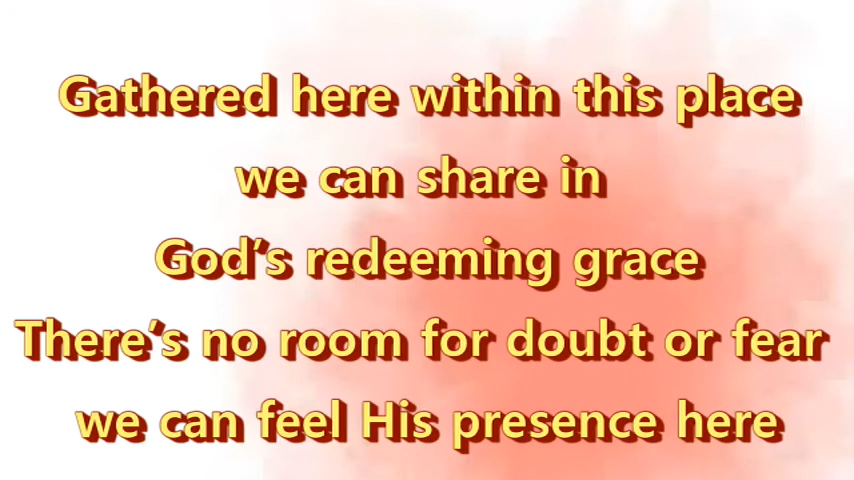 Gathered here within this place
we can share in
God's redeeming grace
There's no room for doubt or fear
we can feel His presence here